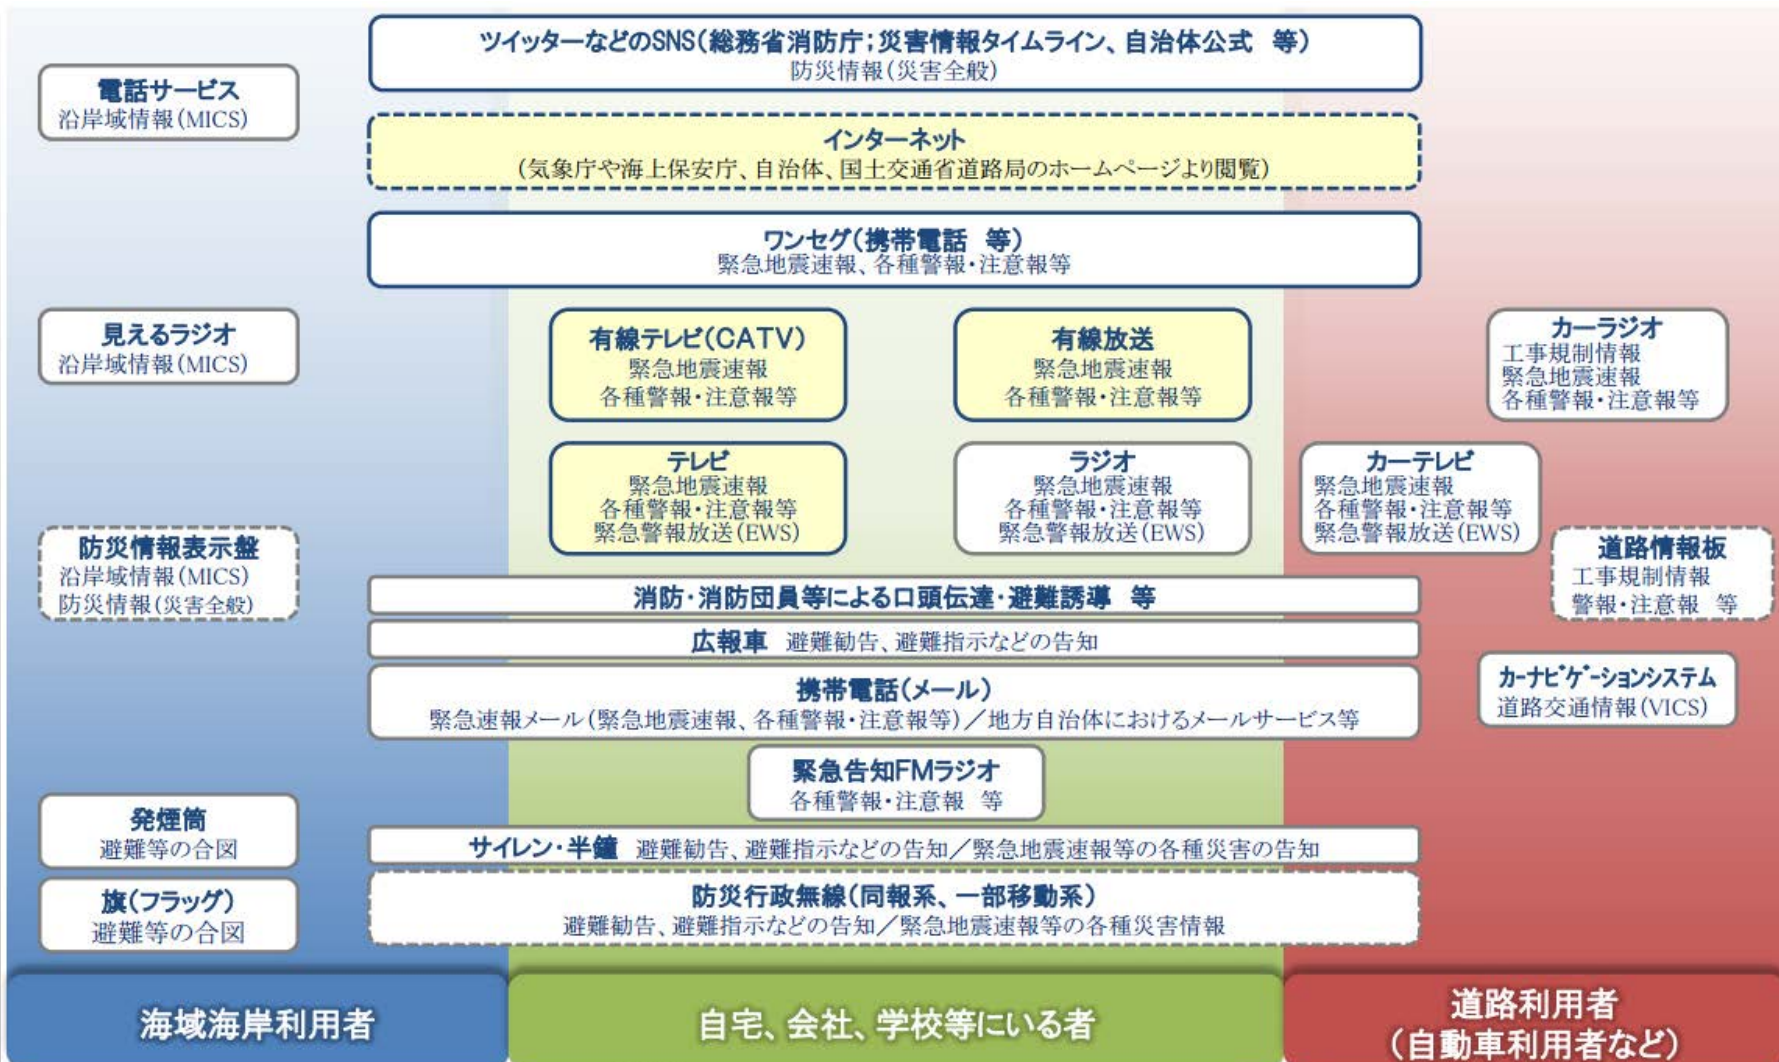 ツイッターなどのSNS(総務省消防庁;災害情報タイムライン、自治体公式 等)
防災情報(災害全般)
電話サービス
沿岸域情報(MICS)
インターネット
(気象庁や海上保安庁、自治体、国土交通省道路局のホームページより閲覧)
ワンセグ(携帯電話 等)
緊急地震速報、各種警報・注意報等
見えるラジオ
沿岸域情報(MICS)
有線テレビ(CATV)
緊急地震速報
各種警報・注意報等
有線放送
緊急地震速報
各種警報・注意報等
カーラジオ
工事規制情報
緊急地震速報
各種警報・注意報等
テレビ
緊急地震速報
各種警報・注意報等
緊急警報放送(EWS)
ラジオ
緊急地震速報
各種警報・注意報等
緊急警報放送(EWS)
カーテレビ
緊急地震速報
各種警報・注意報等
緊急警報放送(EWS)
防災情報表示盤
沿岸域情報(MICS)
防災情報(災害全般)
道路情報板
工事規制情報
警報・注意報 等
消防・消防団員等による口頭伝達・避難誘導 等
広報車 避難勧告、避難指示などの告知
携帯電話(メール)
緊急速報メール(緊急地震速報、各種警報・注意報等)/地方自治体におけるメールサービス等
カーナビゲーションシステム
道路交通情報(VICS)
緊急告知FMラジオ
各種警報・注意報 等
発煙筒
避難等の合図
サイレン・半鐘 避難勧告、避難指示などの告知/緊急地震速報等の各種災害の告知
旗(フラッグ)
避難等の合図
防災行政無線(同報系、一部移動系)
避難勧告、避難指示などの告知/緊急地震速報等の各種災害情報
海域海岸利用者
自宅、会社、学校等にいる者
道路利用者
(自動車利用者など)